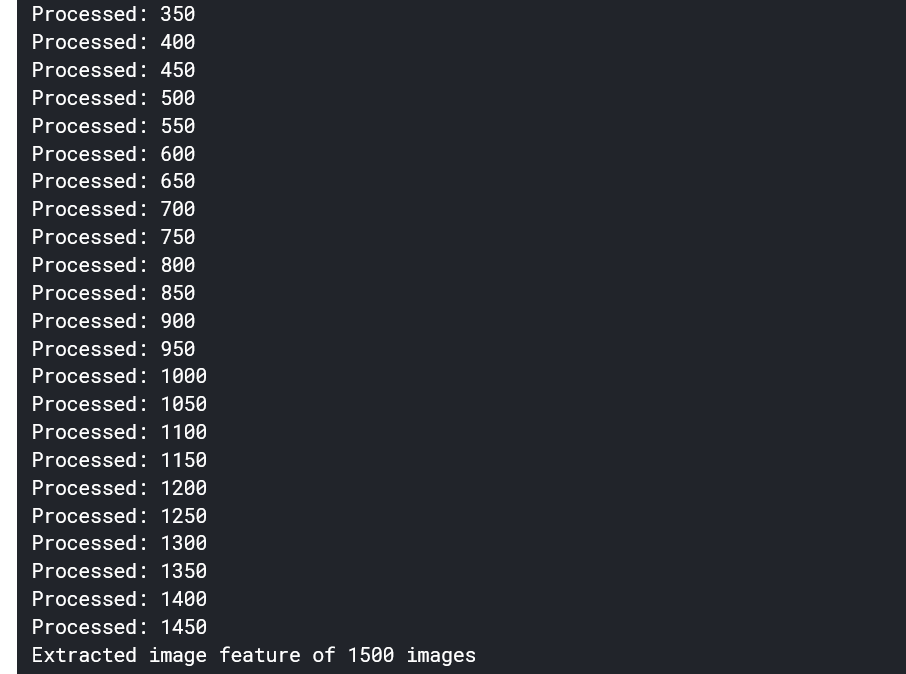 Processed: 350
Processed: 400
Processed: 450
Processed: 500
Processed: 550
Processed: 600
Processed: 650
Processed: 700
Processed: 750
Processed: 800
Processed: 850
Processed: 900
Processed: 950
Processed: 1000
Processed: 1050
Processed: 1100
Processed: 1150
Processed: 1200
Processed: 1250
Processed: 1300
Processed: 1350
Processed: 1400
Processed: 1450
Extracted image feature of 1500 images